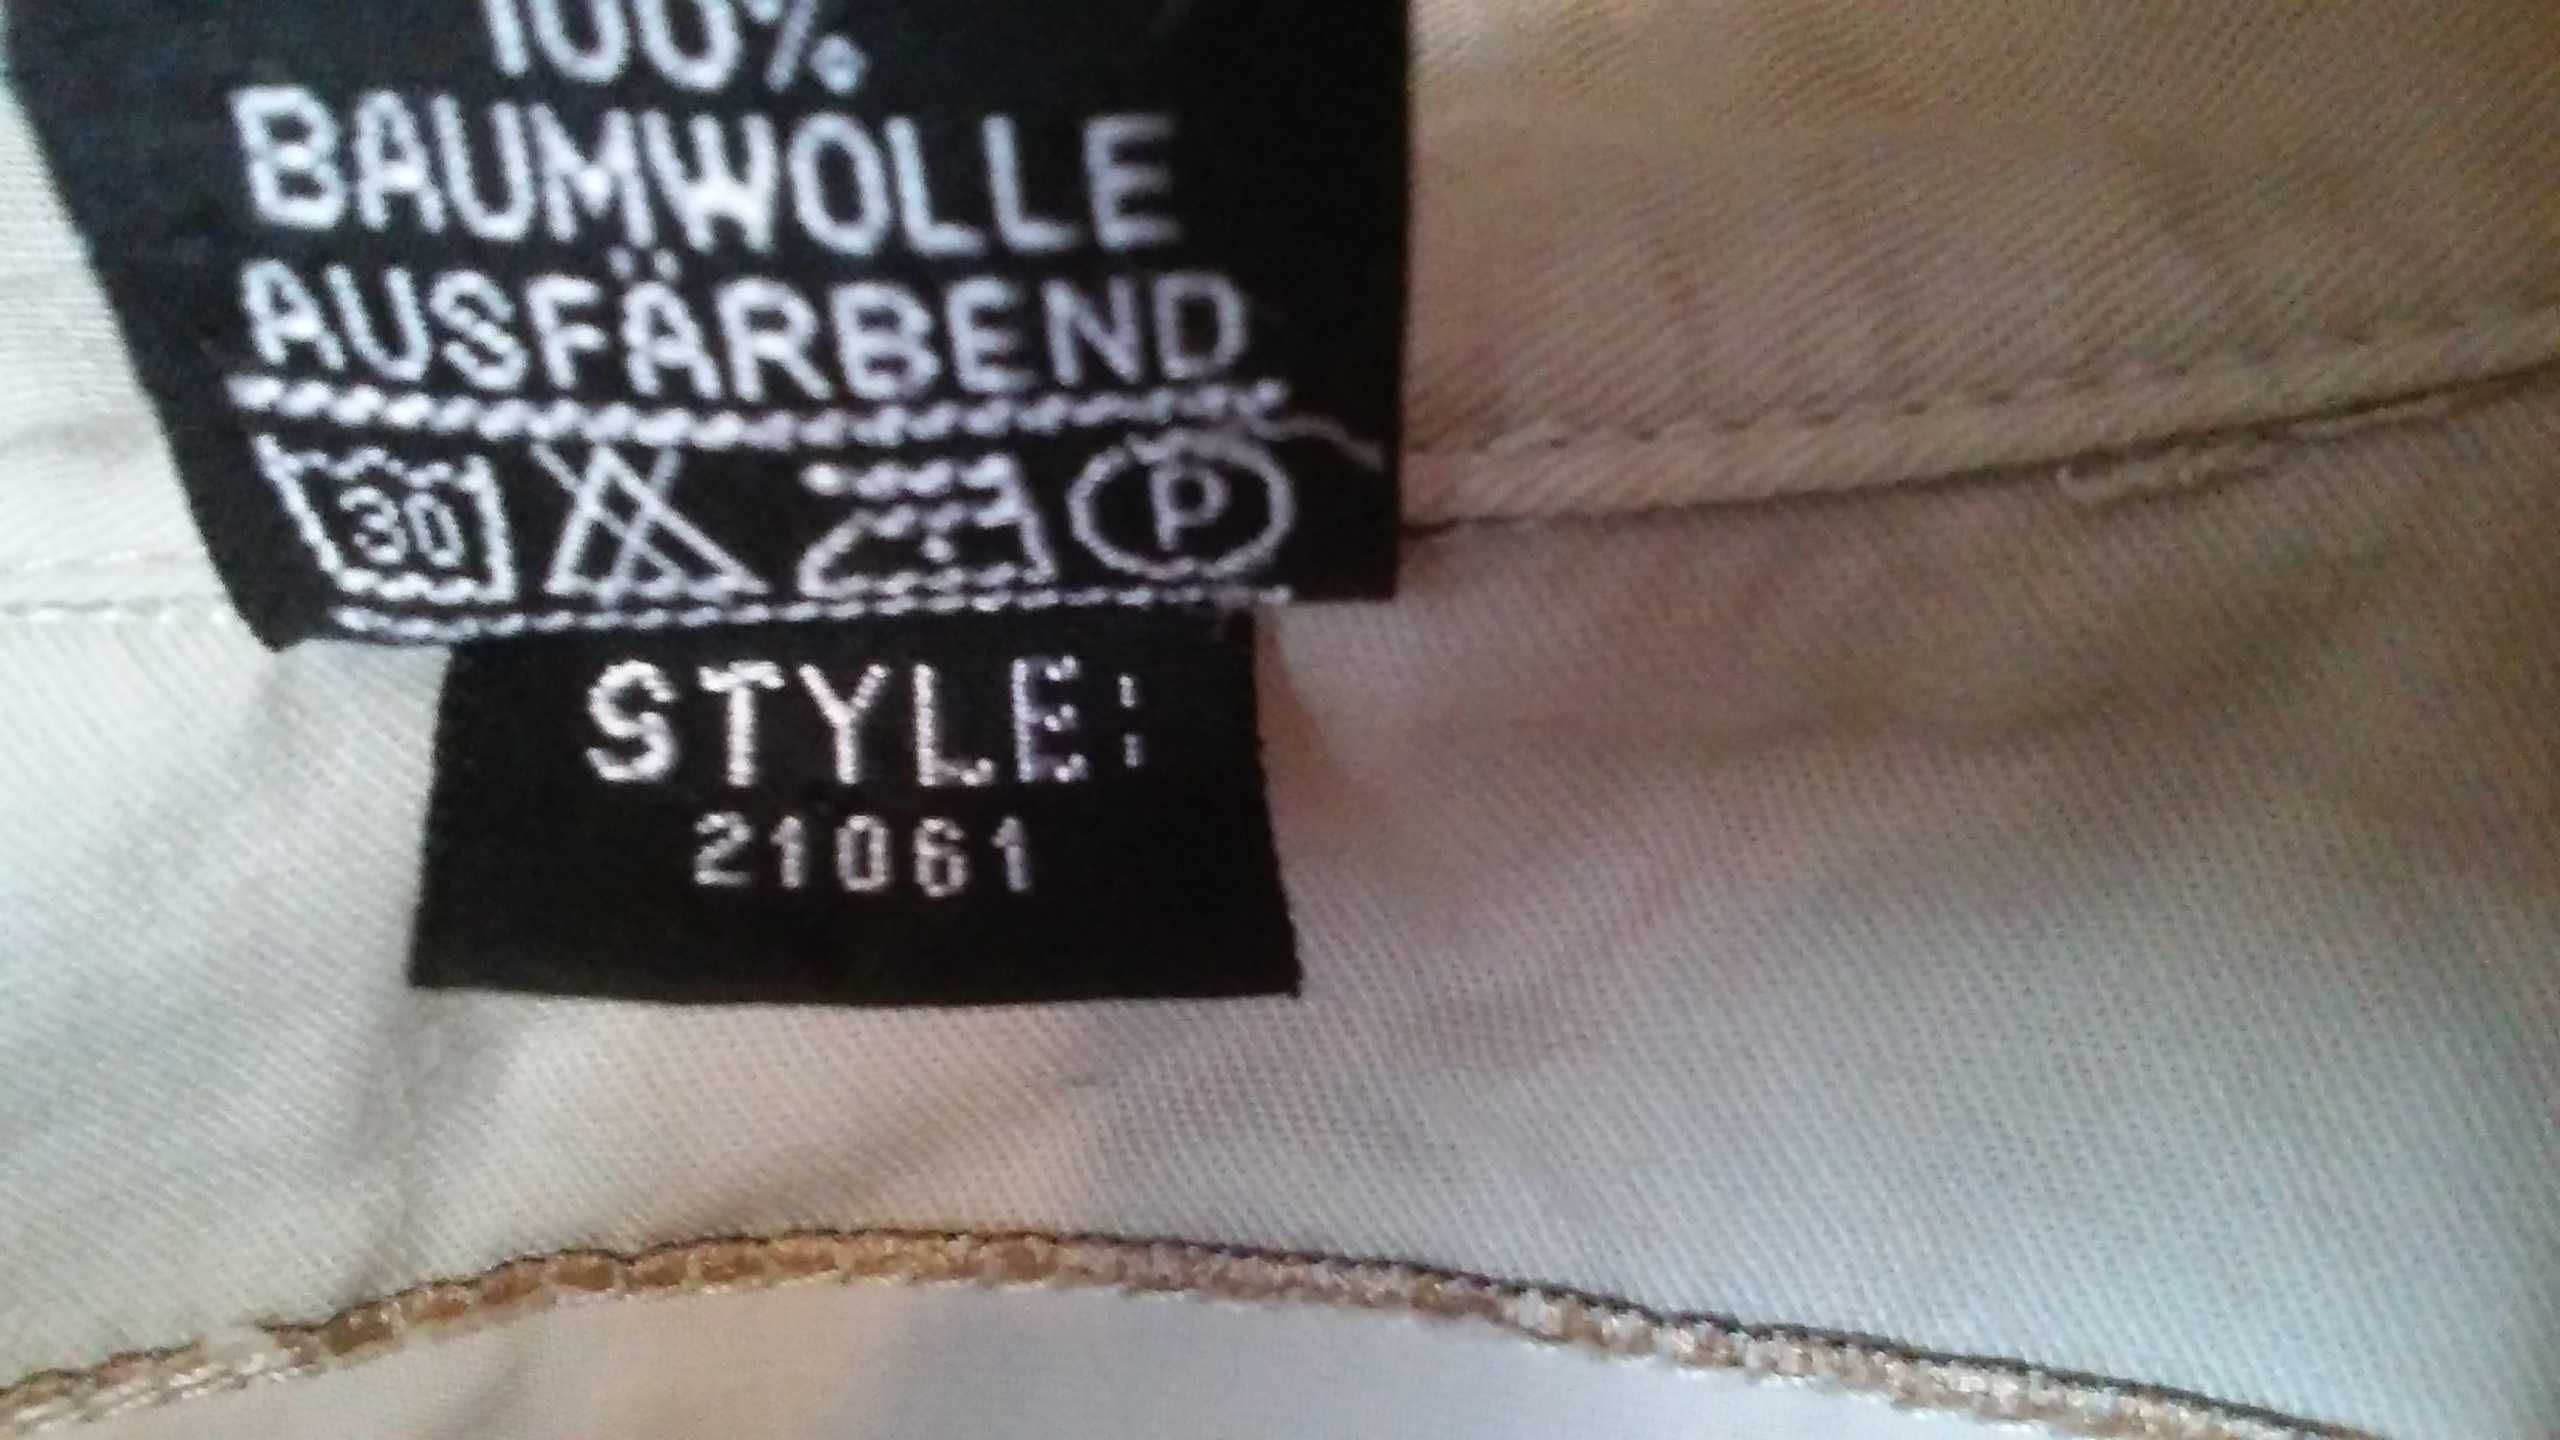 100%
BAUMWOLLE
AUSFÄRBEND
30 P
STYLE:
21061